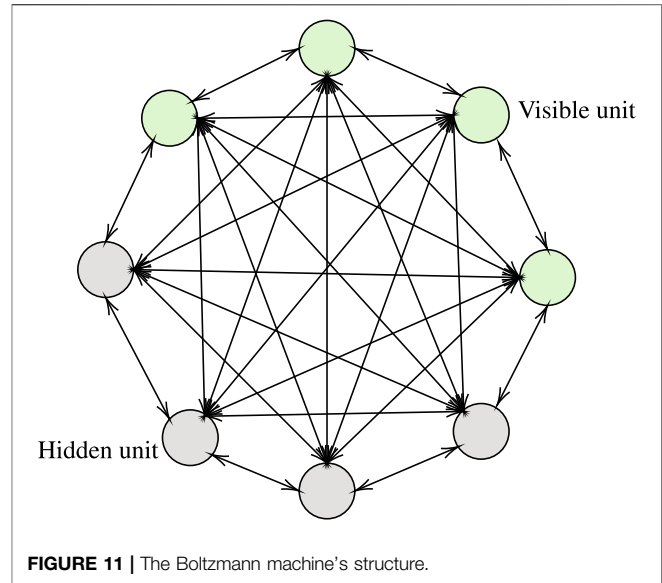 Visible unit
Hidden unit
FIGURE 11 | The Boltzmann machine's structure.